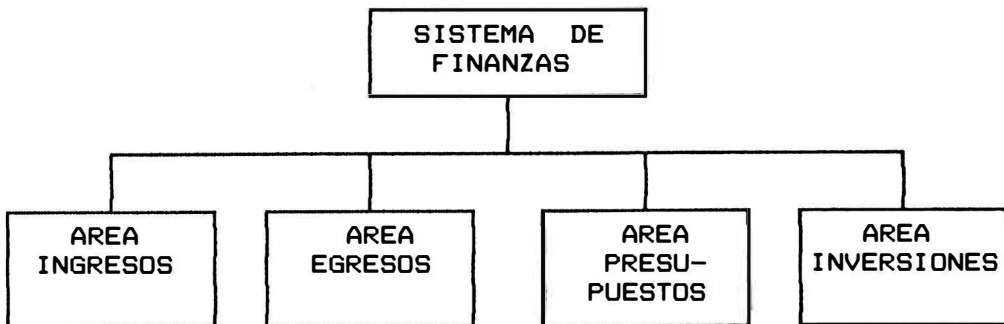 SISTEMA DE
FINANZAS
AREA
INGRESOS
AREA
EGRESOS
AREA
PRESU-
PUESTOS
AREA
INVERSIONES